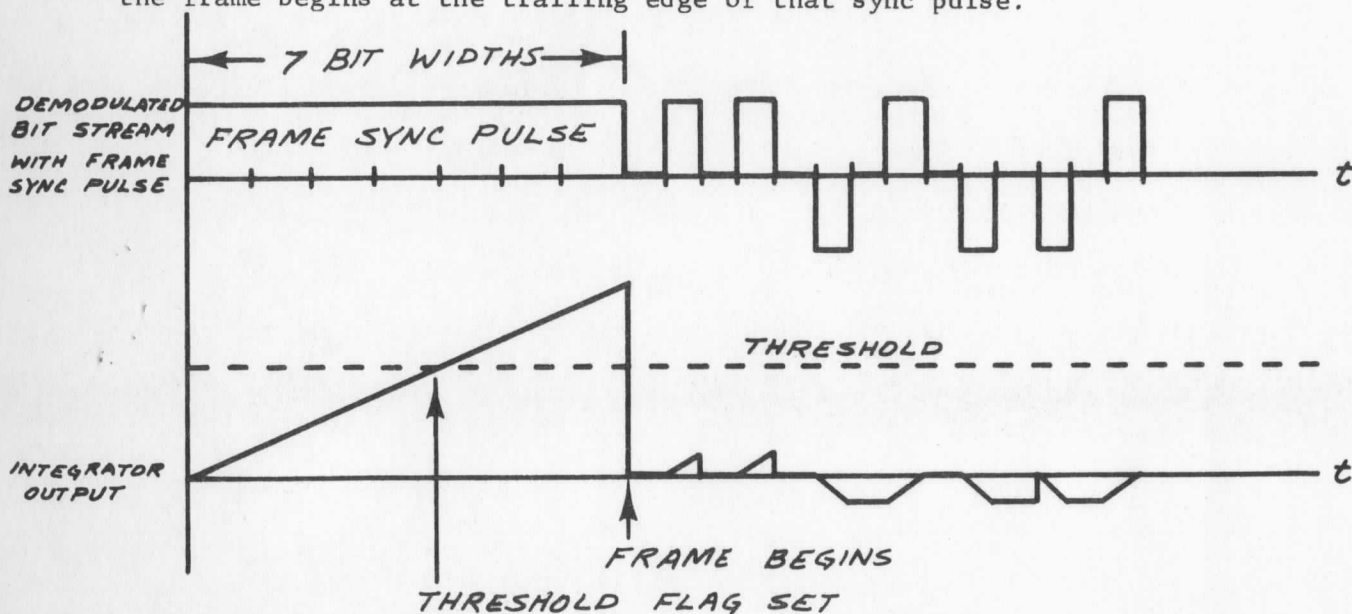 the frame begins at the trailing edge of that sync pulse.
7 BIT WIDTHS
DEMODULATED
BIT STREAM
WITH FRAME
SYNC PULSE
FRAME SYNC PULSE
t
THRESHOLD
INTEGRATOR
OUTPUT
t
FRAME BEGINS
THRESHOLD FLAG SET